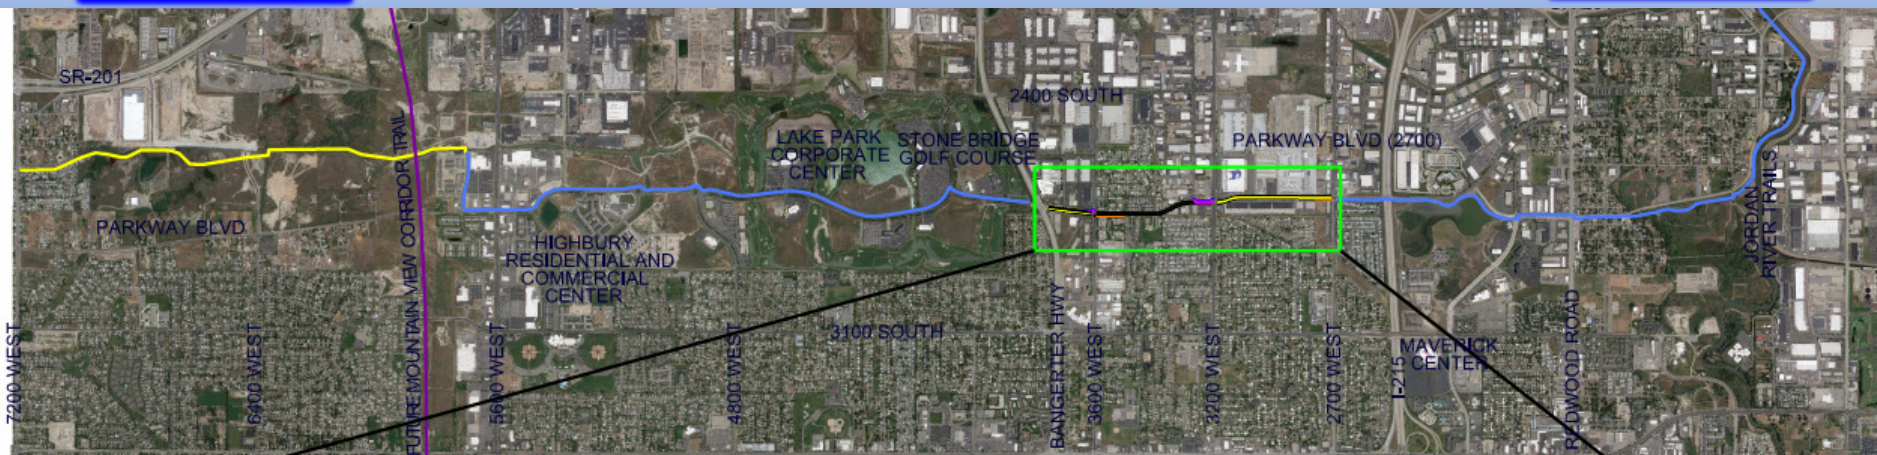 SR-201
2400 SOUTH
LAKE PARK
CORPORATE
CENTER
STONE BRIDGE
GOLF COURSE
PARKWAY BLVD (2700)
PARKWAY BLVD
HIGHBURY
RESIDENTIAL AND
COMMERCIAL
CENTER
3100 SOUTH
MAVERICK
CENTER
7200 WEST
6400 WEST
FUTURE MOUNTAIN VIEW CORRIDOR TRAIL
5600 WEST
4800 WEST
BANGERTER HWY
3600 WEST
3200 WEST
2700 WEST
I-215
REDWOOD ROAD
JORDAN
RIVER TRAILS